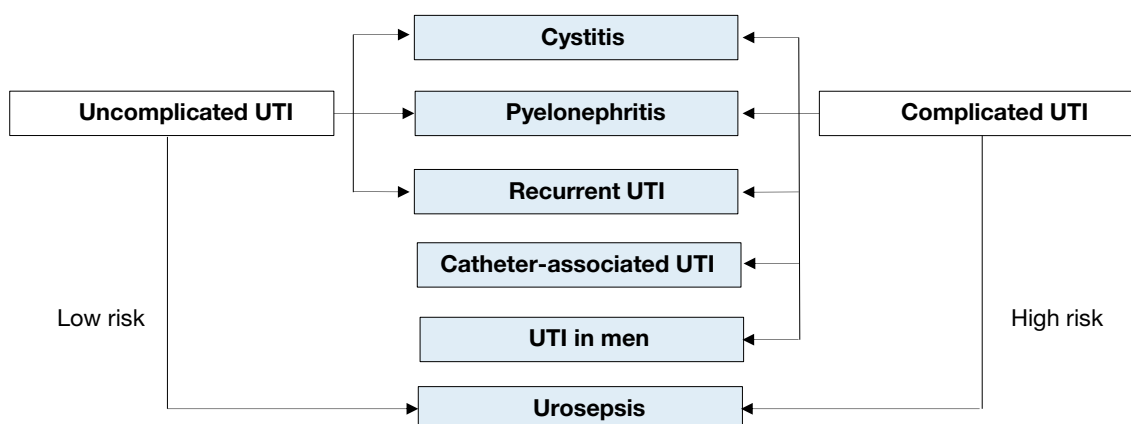 Cystitis
Uncomplicated UTI
Pyelonephritis
Complicated UTI
Recurrent UTI
Catheter-associated UTI
Low risk
UTI in men
High risk
Urosepsis